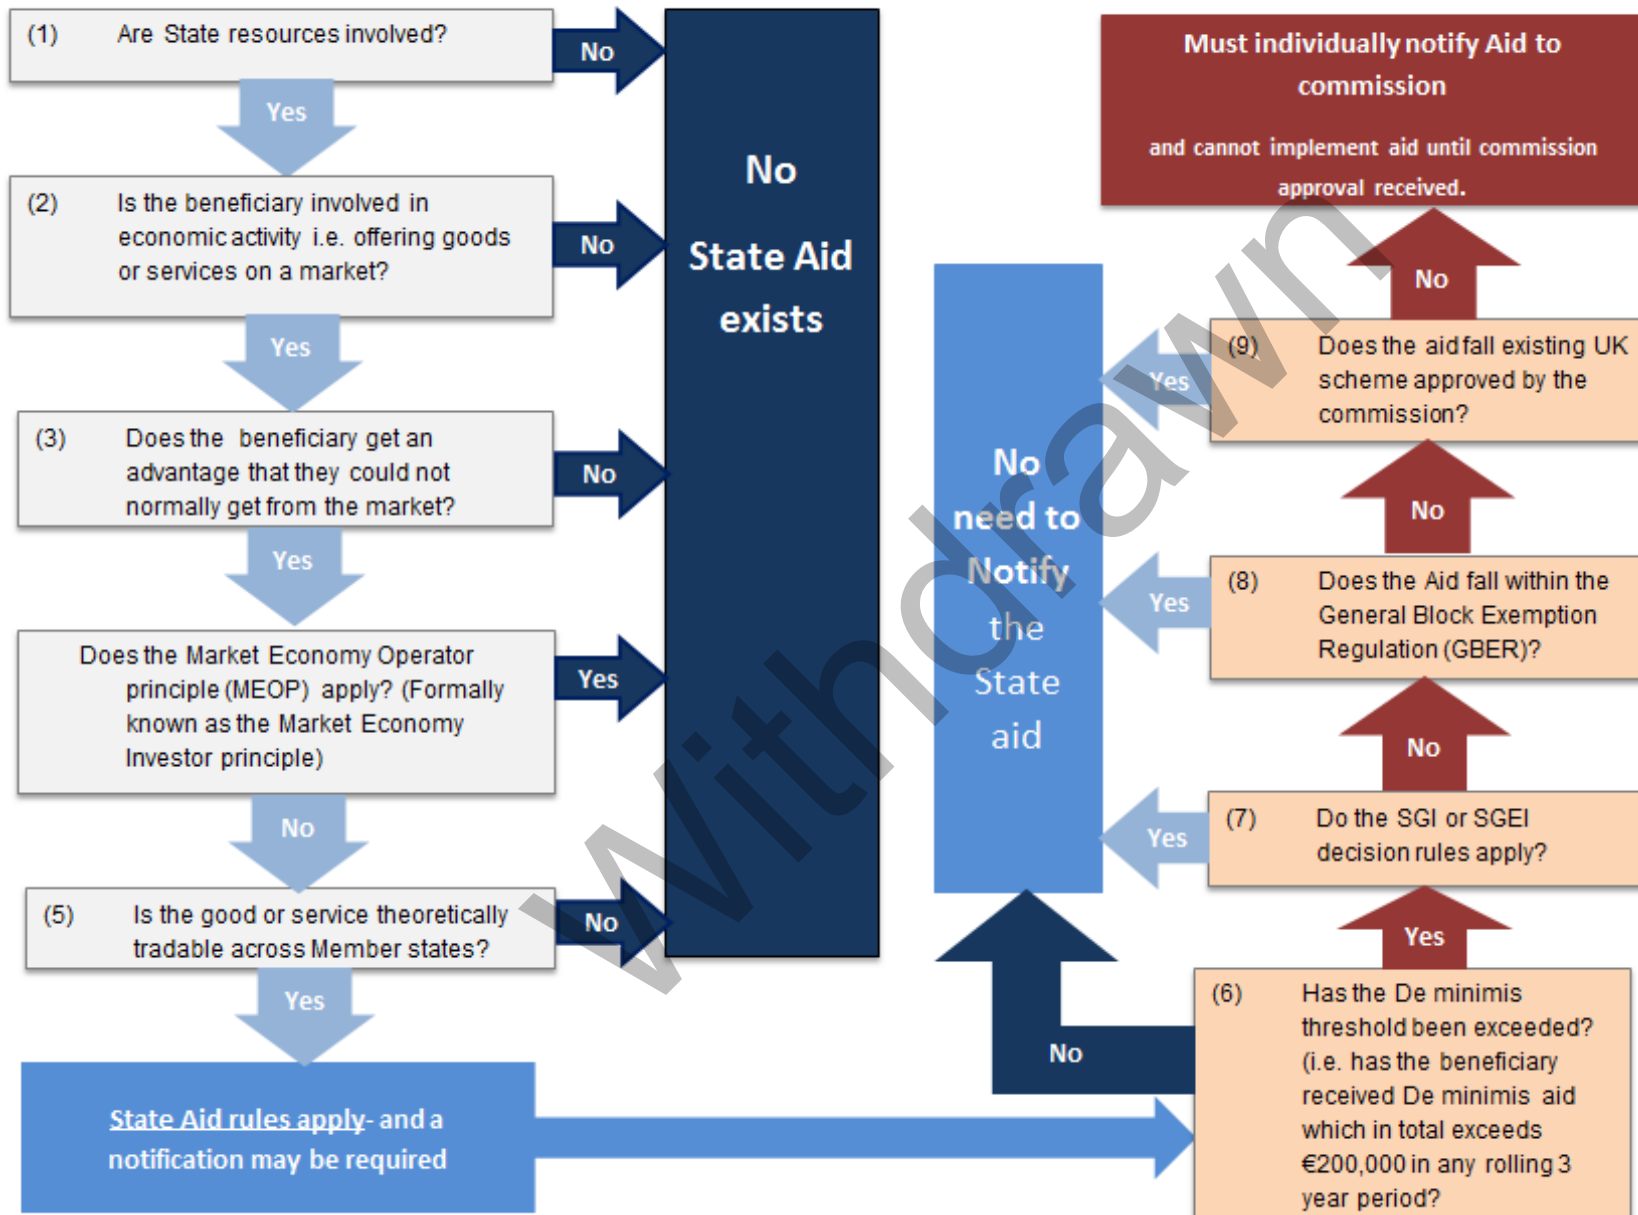 (1) Are State resources involved?
No
Yes
(2) Is the beneficiary involved in
economic activity i.e. offering goods
or services on a market?
No
Yes
(3) Does the beneficiary get an
advantage that they could not
normally get from the market?
No
Yes
Does the Market Economy Operator
principle (MEOP) apply? (Formally
known as the Market Economy
Investor principle)
Yes
No
(5) Is the good or service theoretically
tradable across Member states?
No
Yes
State Aid rules apply- and a
notification may be required
No
State Aid
exists
Must individually notify Aid to
commission
and cannot implement aid until commission
approval received.
No
(9) Does the aid fall existing UK
scheme approved by the
commission?
Yes
No
(8) Does the Aid fall within the
General Block Exemption
Regulation (GBER)?
Yes
No
(7) Do the SGI or SGEI
decision rules apply?
Yes
Yes
(6) Has the De minimis
threshold been exceeded?
(i.e. has the beneficiary
received De minimis aid
which in total exceeds
€200,000 in any rolling 3
year period?
No
No
need to
Notify
the
State
aid
Withdrawn